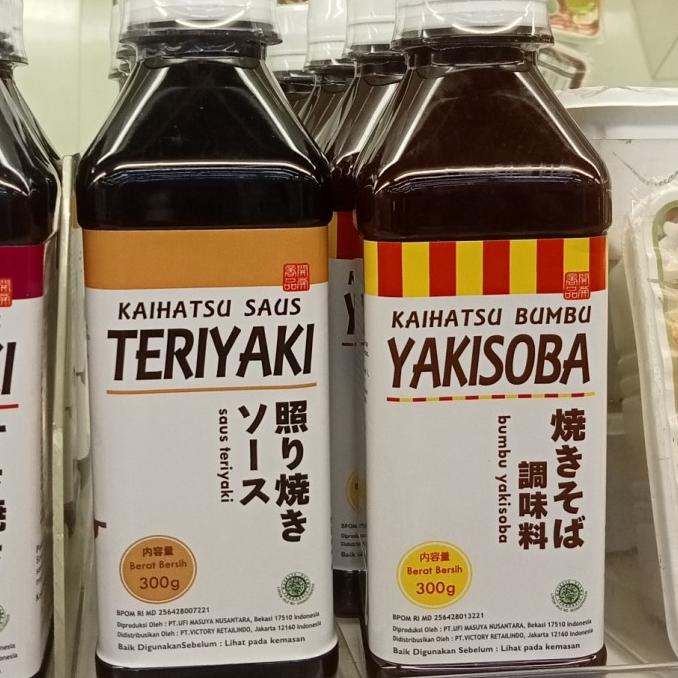 KAIHATSU SAUS
TERIYAKI
照り焼き
ソース
saus teriyaki
内容量
Berat Bersih
300g
BPOM RI MD 256428007221
Diproduksi Oleh : PT.UFI MASUYA NUSANTARA, Bekasi 17510 Indonesia
Didistribusikan Oleh : PT.VICTORY RETAILINDO, Jakarta 12160 Indonesia
Baik DigunakanSebelum : Lihat pada kemasan
KAIHATSU BUMBU
YAKISOBA
焼きそば
調味料
bumbu yakisoba
内容量
Berat Bersih
300g
BPOM RI MD 256428013221
Diproduksi Oleh : PT.UFI MASUYA NUSANTARA, Bekasi 17510 Indonesia
Didistribusikan Oleh : PT.VICTORY RETAILINDO, Jakarta 12160 Indonesia
Baik DigunakanSebelum : Lihat pada kemasan